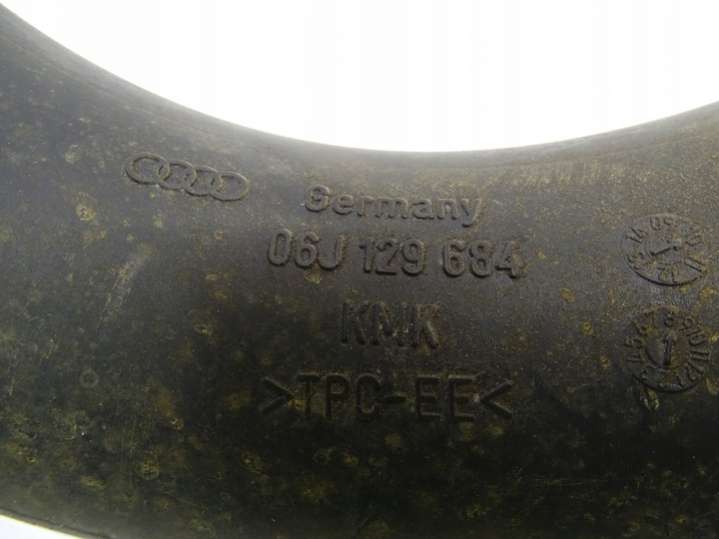 Germany
06J 129 684
KMK
>TPC-EE<